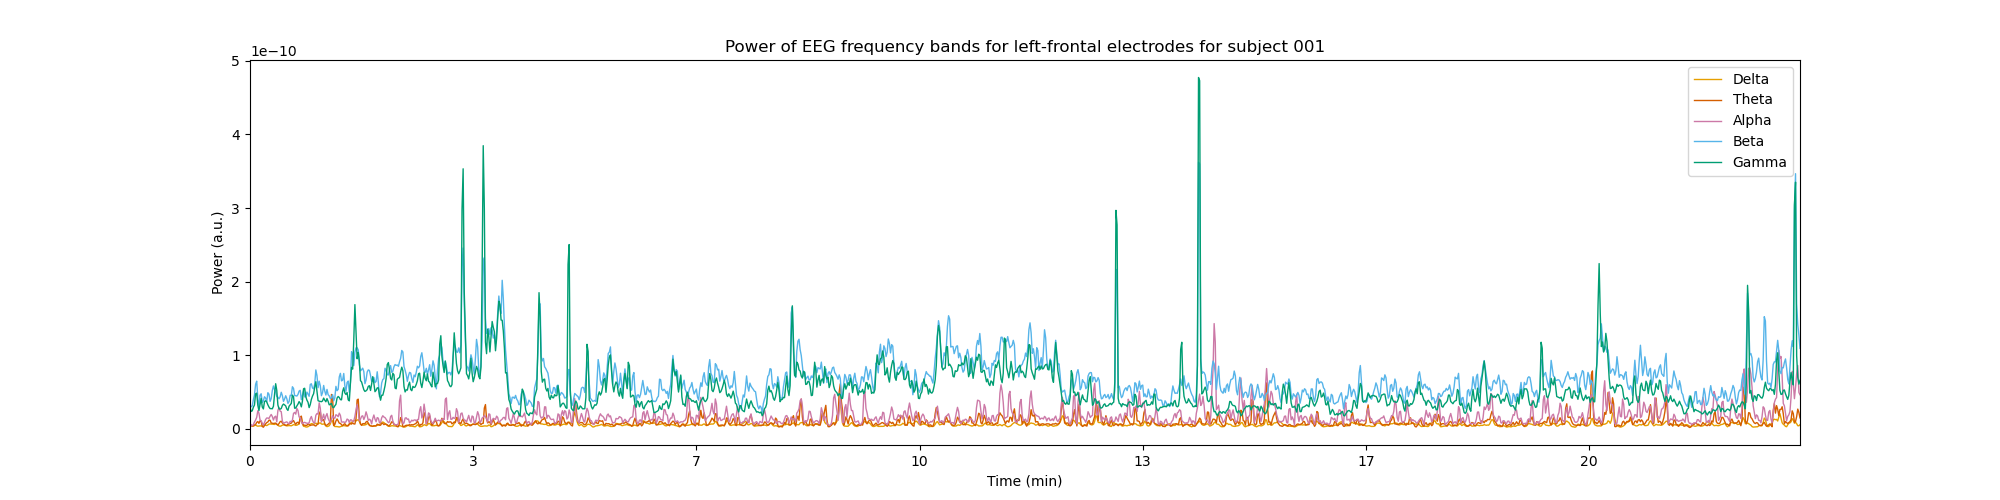 Power of EEG frequency bands for left-frontal electrodes for subject 001
1e−10
5
4
3
2
1
0
Power (a.u.)
Delta
Theta
Alpha
Beta
Gamma
0 3 7 10 13 17 20
Time (min)